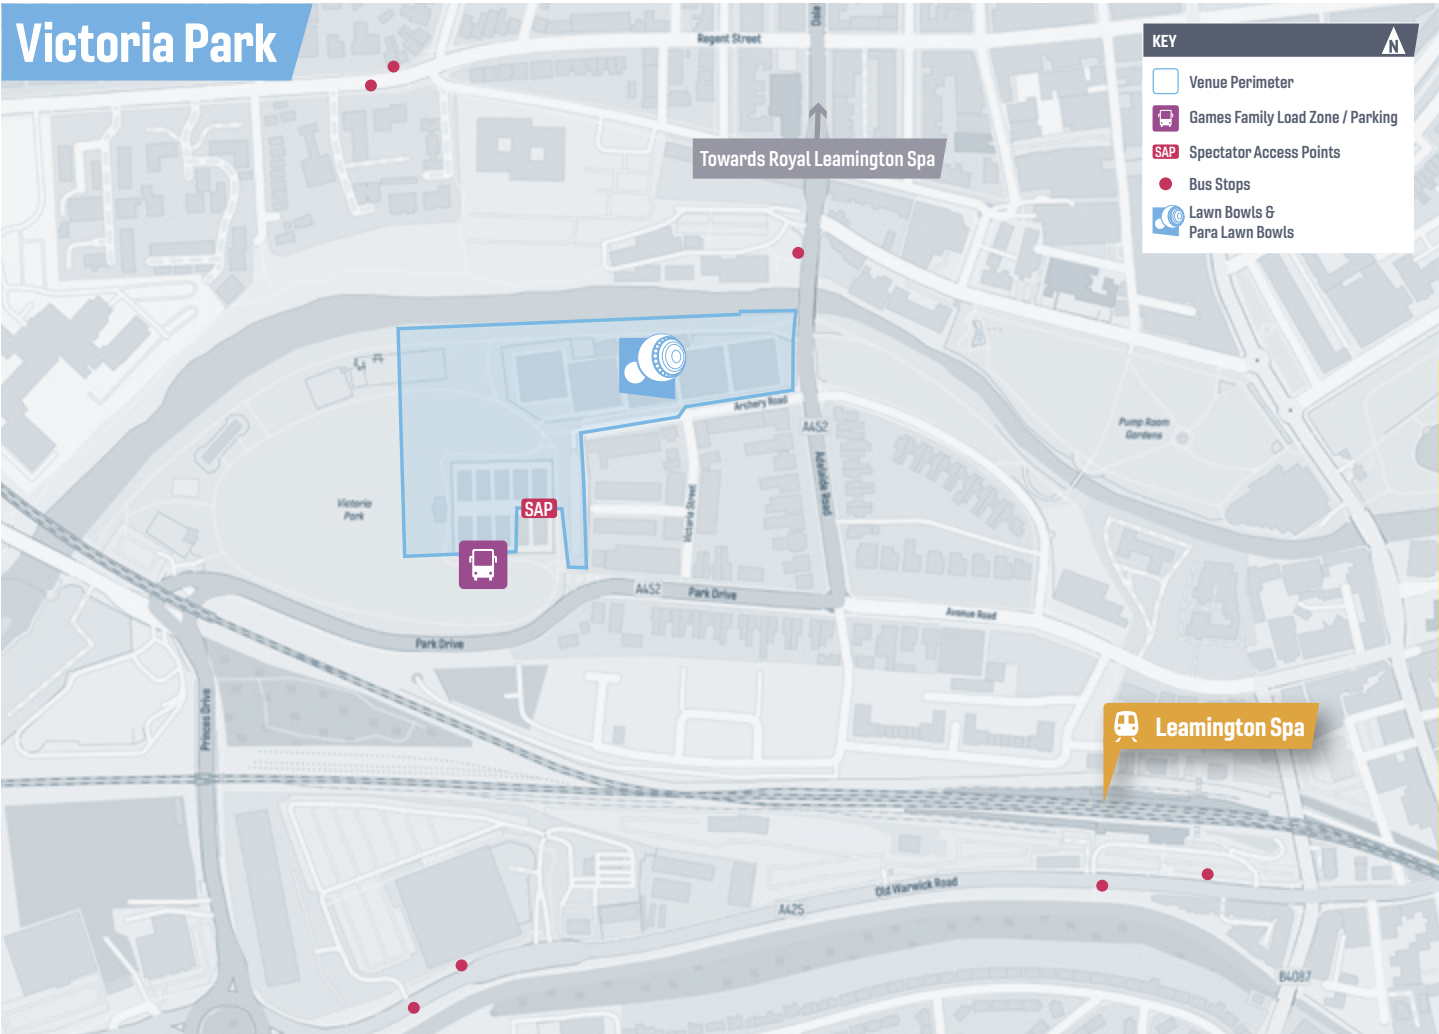 Victoria Park
Regent Street
Dale
KEY
N
Venue Perimeter
Games Family Load Zone / Parking
SAP
Spectator Access Points
Bus Stops
Lawn Bowls &
Para Lawn Bowls
Towards Royal Leamington Spa
Archery Road
A452
Adelaide Road
Pump Room
Gardens
Victoria
Park
SAP
Victoria Street
A452
Park Drive
Avenue Road
Park Drive
Princes Drive
Leamington Spa
Old Warwick Road
A425
B4087